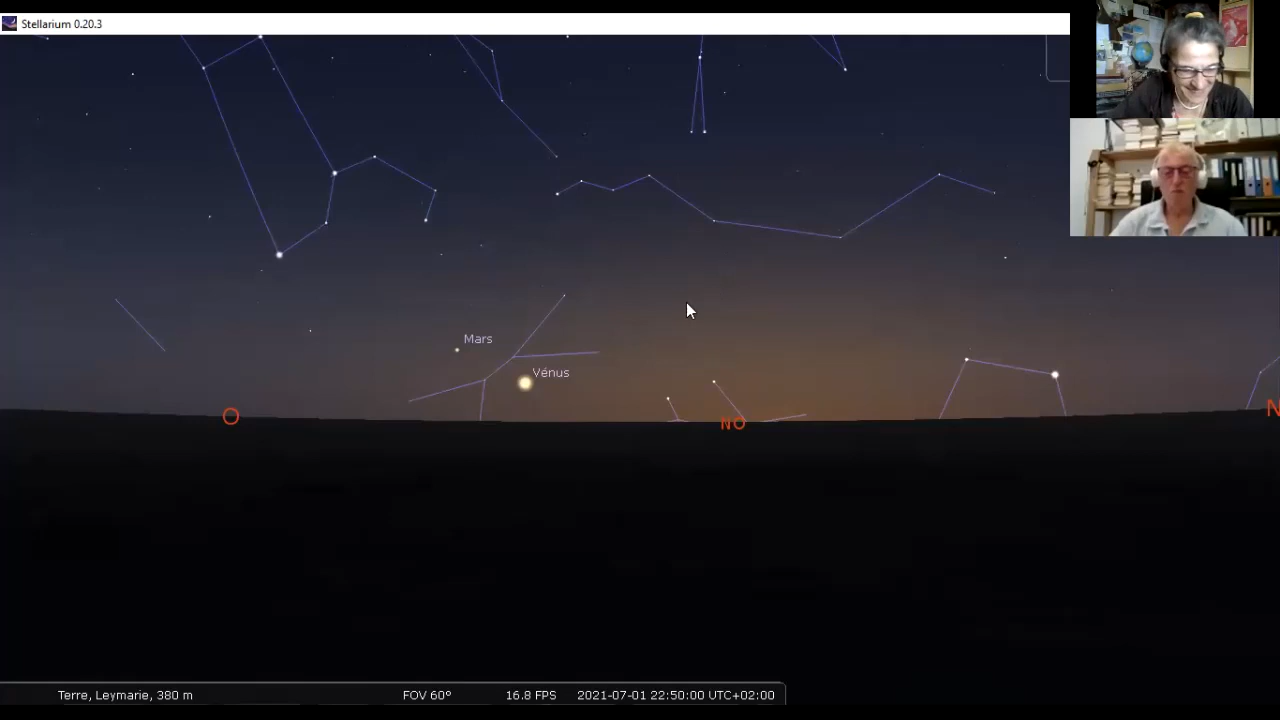 Stellarium 0.20.3
Mars
Vénus
O
NO
N
Terre, Leymarie, 380 m
FOV 60°
16.8 FPS
2021-07-01 22:50:00 UTC+02:00